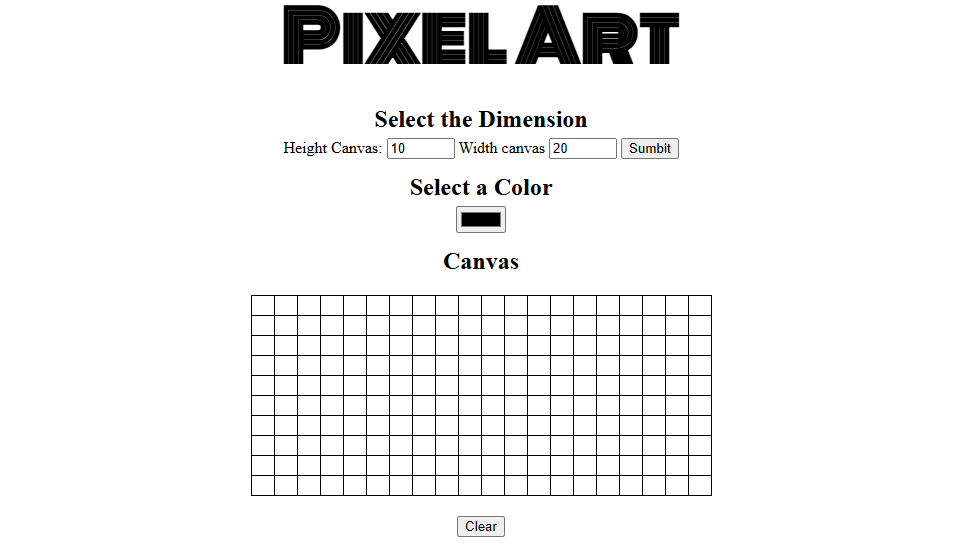 PIXEL ART
Select the Dimension
Height Canvas: 10 Width canvas 20 Sumbit
Select a Color
Canvas
Clear